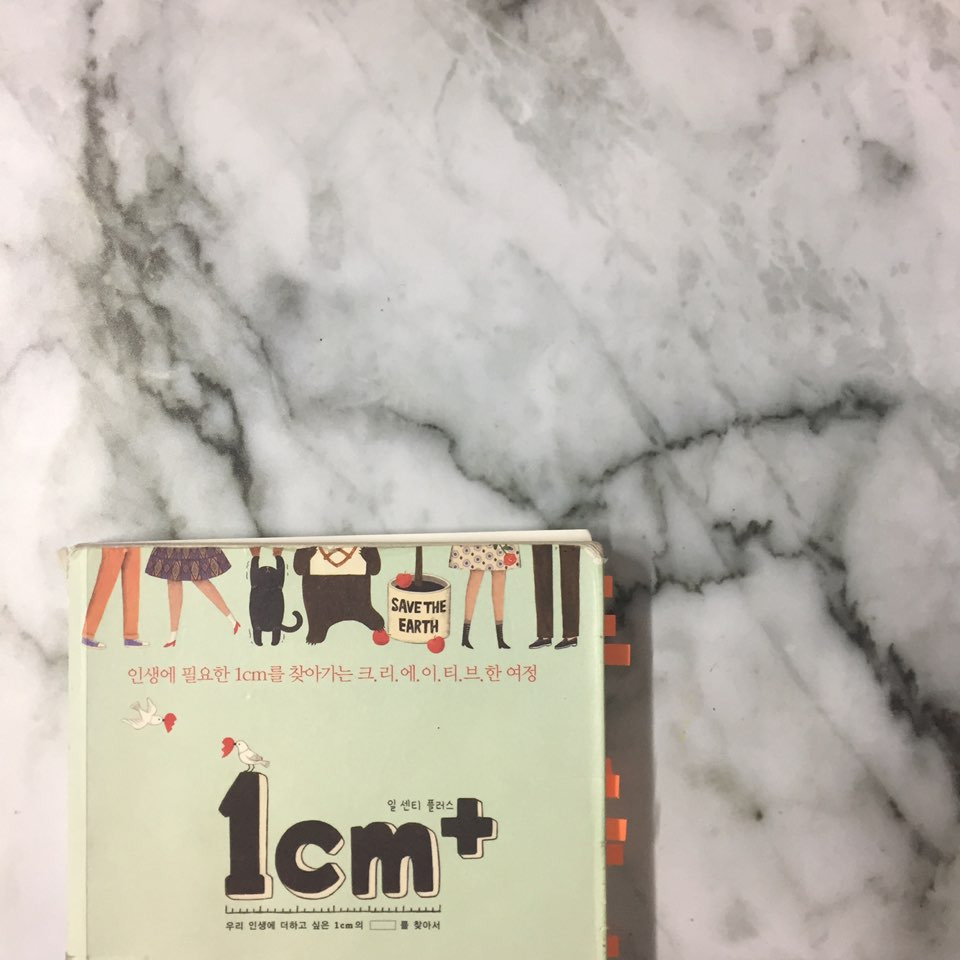 SAVE THE
EARTH
인생에 필요한 1cm를 찾아가는 크.리.에.이.티.브.한 여정
일 센티 플러스
1cm+
우리 인생에 더하고 싶은 1cm의 를 찾아서